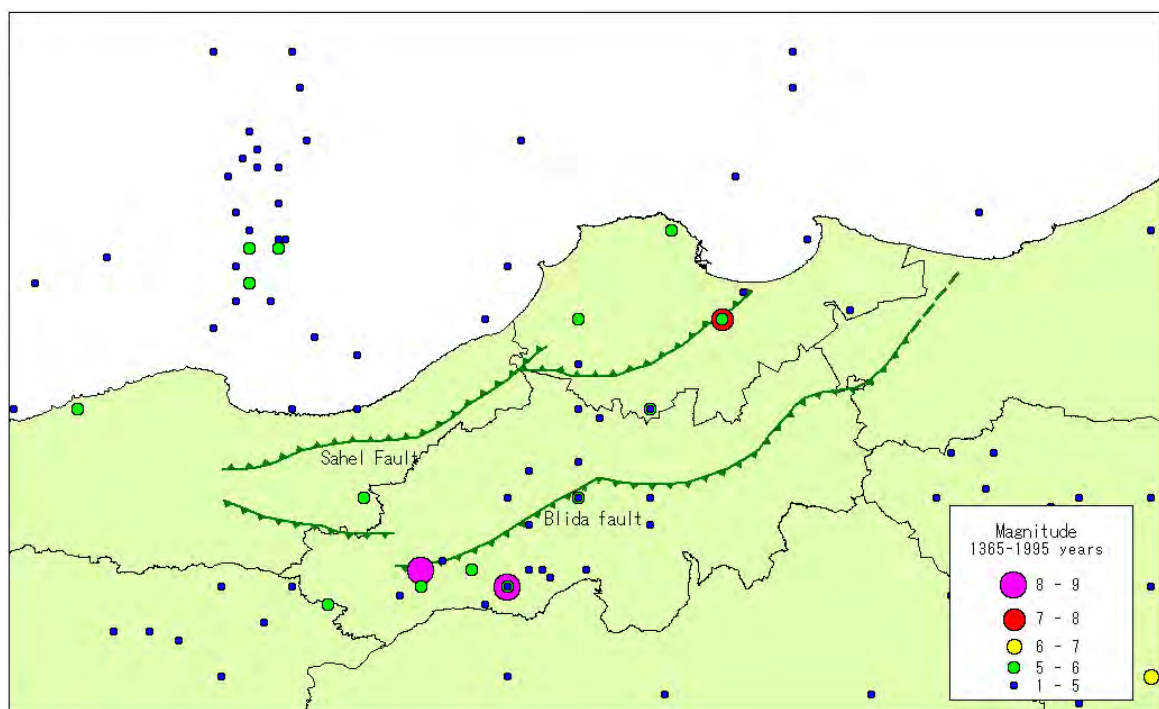 Sahel Fault
Blida fault
Magnitude
1365-1995 years
8 - 9
7 - 8
6 - 7
5 - 6
1 - 5